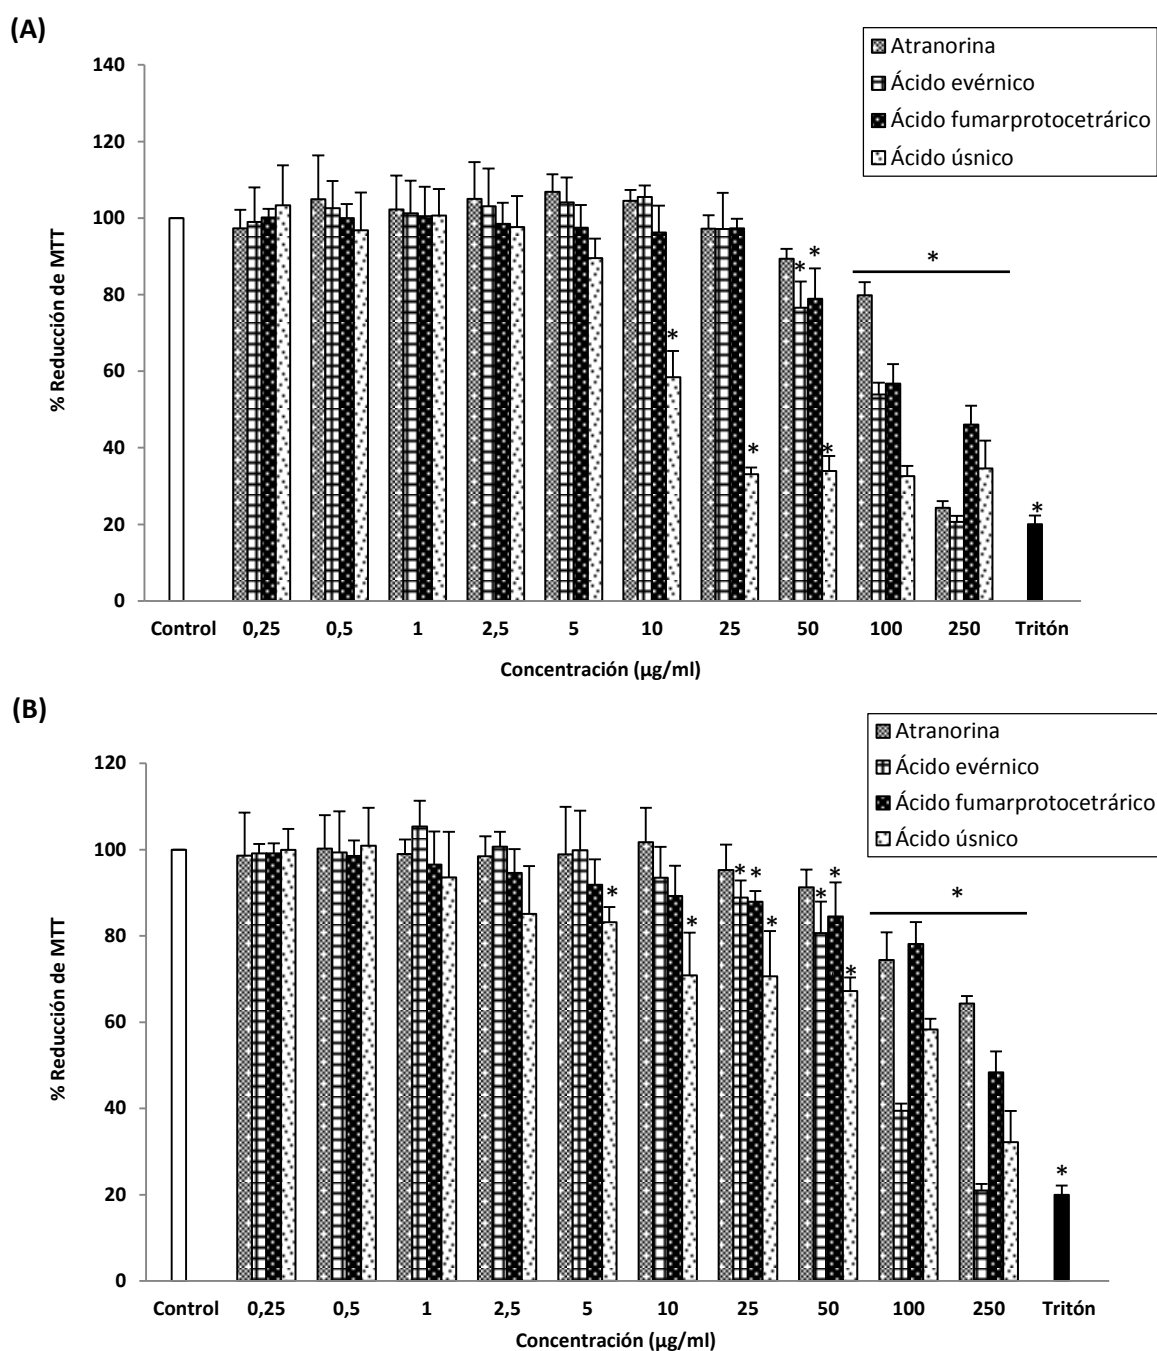 (A)
Atranorina
Ácido evérnico
Ácido fumarprotocetrárico
Ácido úsnico
% Reducción de MTT
140
120
100
80
60
40
20
0
* * * * * * * *
Control 0,25 0,5 1 2,5 5 10 25 50 100 250 Tritón
Concentración (µg/ml)
(B)
Atranorina
Ácido evérnico
Ácido fumarprotocetrárico
Ácido úsnico
% Reducción de MTT
120
100
80
60
40
20
0
* * * * * * * * * *
Control 0,25 0,5 1 2,5 5 10 25 50 100 250 Tritón
Concentración (µg/ml)